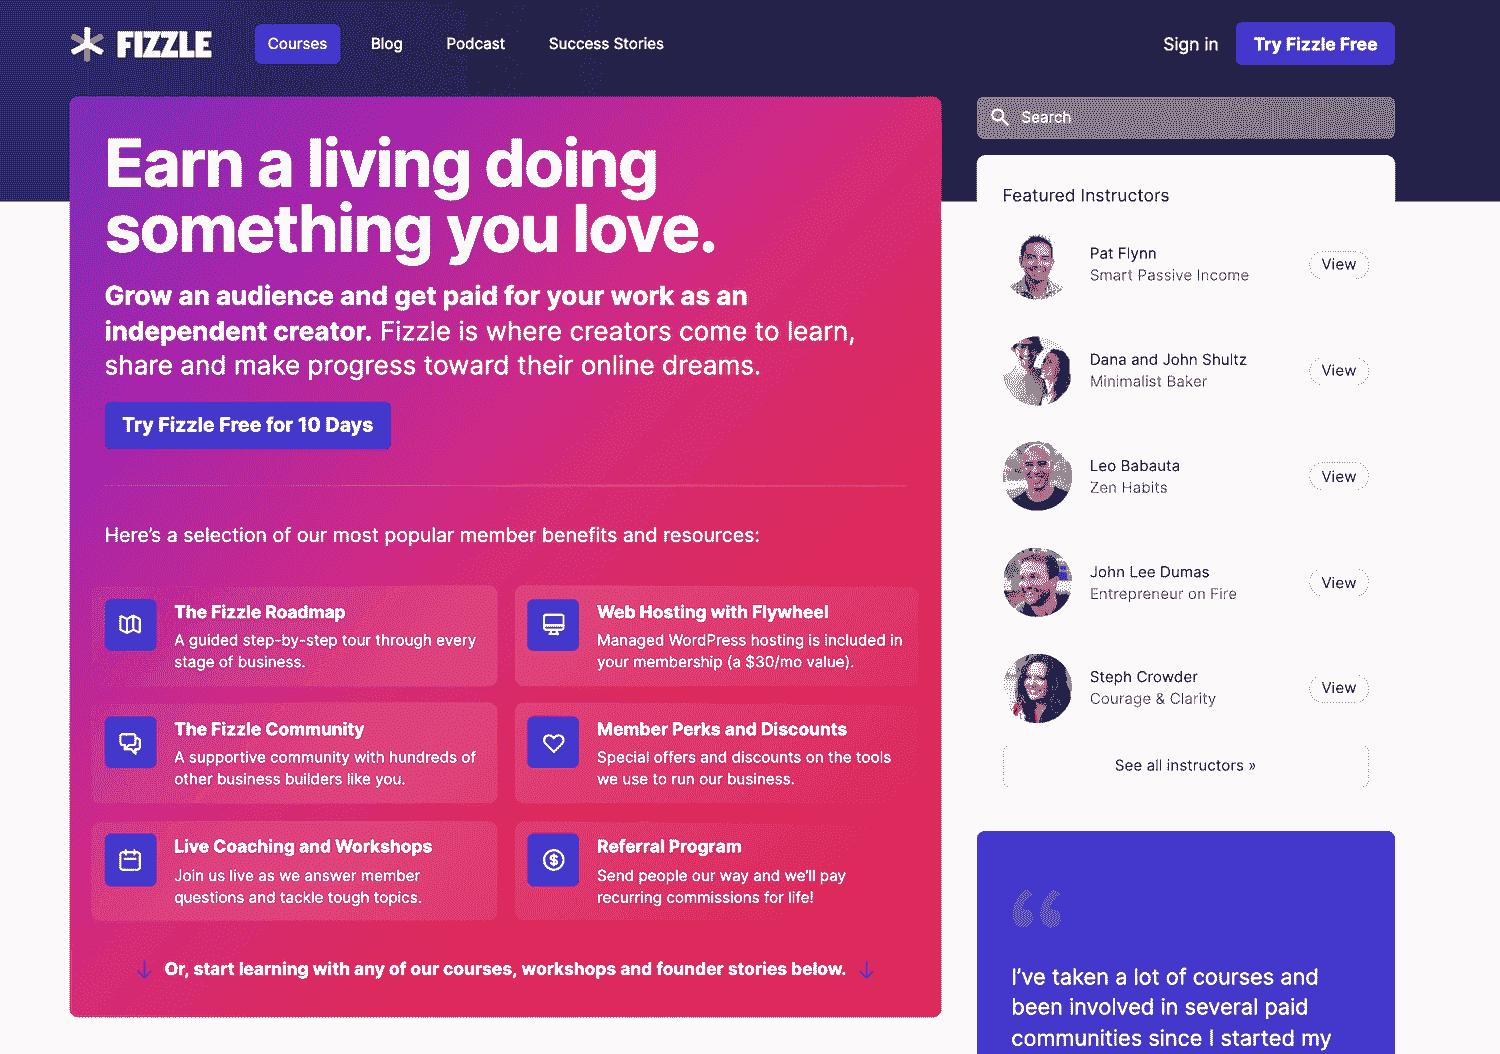 FIZZLE
Courses
Blog
Podcast
Success Stories
Sign in
Try Fizzle Free
Earn a living doing
something you love.
Grow an audience and get paid for your work as an
independent creator. Fizzle is where creators come to learn,
share and make progress toward their online dreams.
Try Fizzle Free for 10 Days
Here's a selection of our most popular member benefits and resources:
The Fizzle Roadmap
A guided step-by-step tour through every
stage of business.
Web Hosting with Flywheel
Managed WordPress hosting is included in
your membership (a $30/mo value).
The Fizzle Community
A supportive community with hundreds of
other business builders like you.
Member Perks and Discounts
Special offers and discounts on the tools
we use to run our business.
Live Coaching and Workshops
Join us live as we answer member
questions and tackle tough topics.
Referral Program
Send people our way and we'll pay
recurring commissions for life!
↓ Or, start learning with any of our courses, workshops and founder stories below. ↓
Search
Featured Instructors
Pat Flynn
Smart Passive Income
View
Dana and John Shultz
Minimalist Baker
View
Leo Babauta
Zen Habits
View
John Lee Dumas
Entrepreneur on Fire
View
Steph Crowder
Courage & Clarity
View
See all instructors »
“
I've taken a lot of courses and
been involved in several paid
communities since I started my